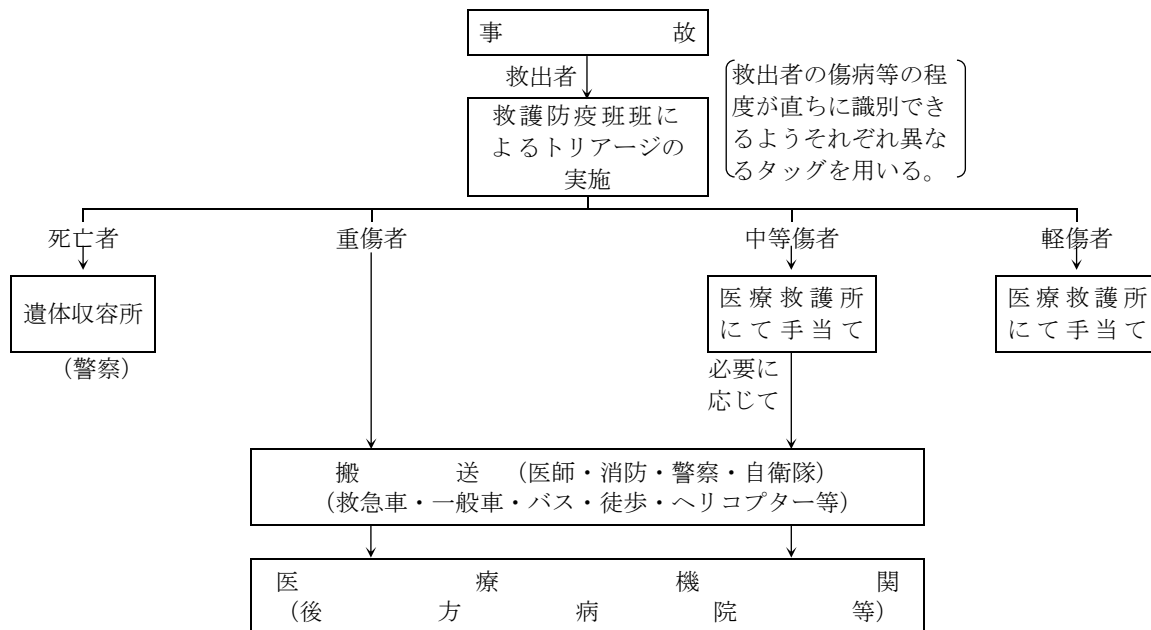 事故
救出者
救出者の傷病等の程
度が直ちに識別でき
るようそれぞれ異な
るタッグを用いる。
救護防疫班班に
よるトリアージの
実施
死亡者
重傷者
中等傷者
軽傷者
遺体収容所
（警察）
医療救護所
にて手当て
医療救護所
にて手当て
必要に
応じて
搬送（医師・消防・警察・自衛隊）
（救急車・一般車・バス・徒歩・ヘリコプター等）
医療機関
（後方病院等）